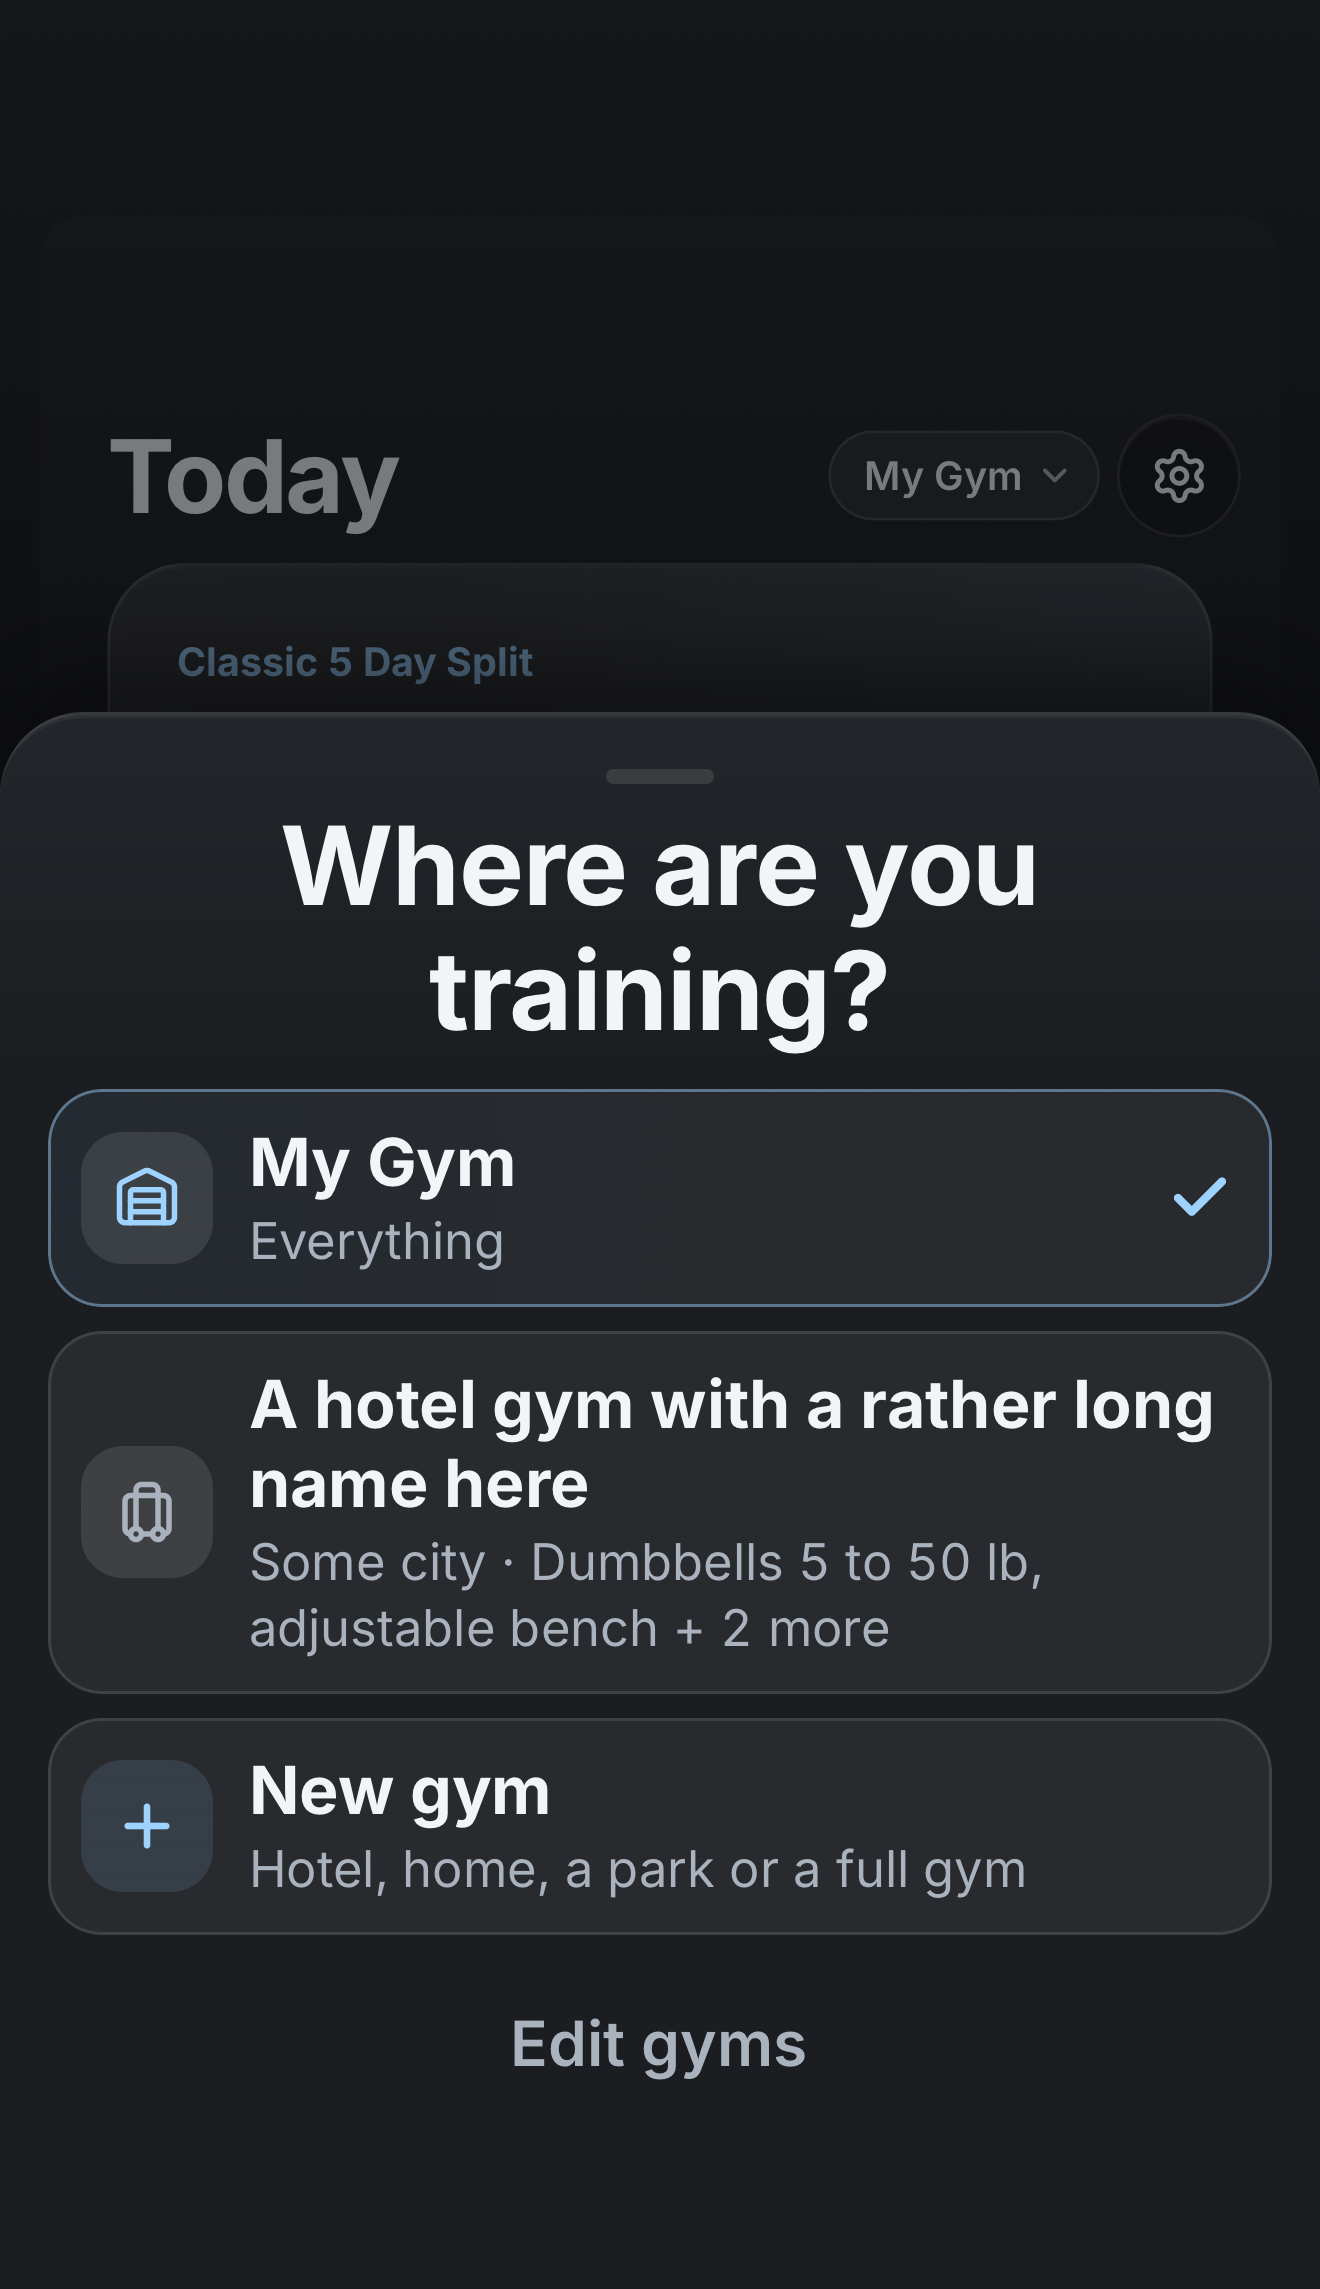 Today
My Gym
Classic 5 Day Split
Where are you
training?
My Gym
Everything
A hotel gym with a rather long
name here
Some city · Dumbbells 5 to 50 lb,
adjustable bench + 2 more
New gym
Hotel, home, a park or a full gym
Edit gyms